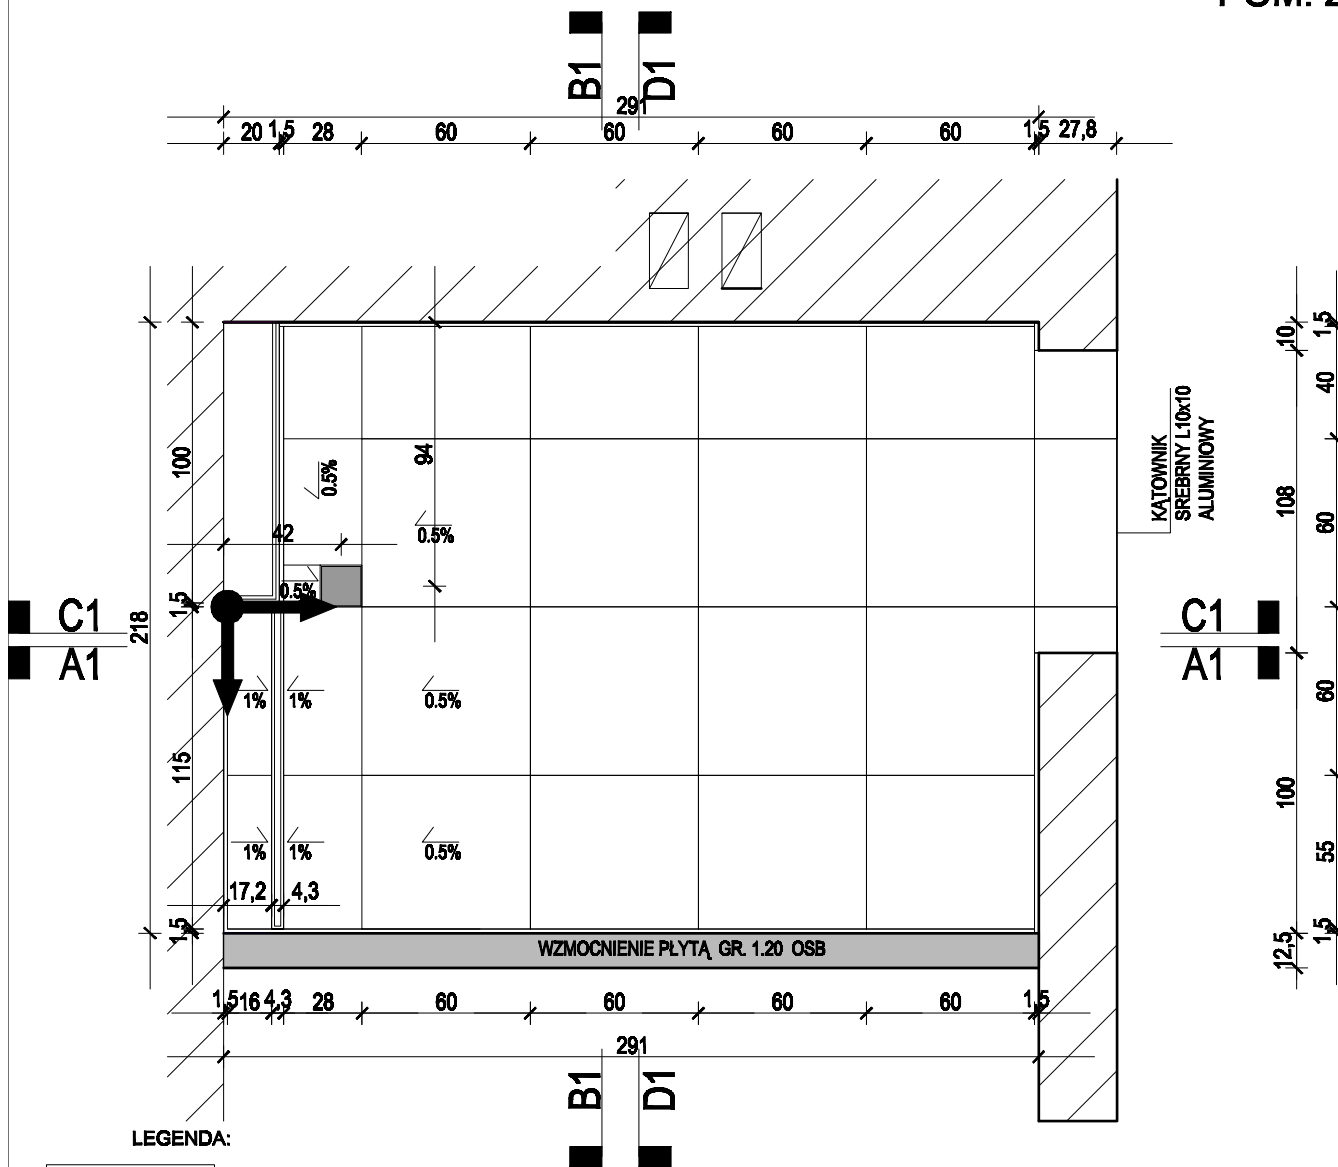 B1 D1
291
20 1,5 28 60 60 60 60 1,5 27,8
100
1,5
218
115
1,5
94
0.5%
42
0.5%
0.5%
10
1,5
40
108
60
KĄTOWNIK
SREBRNY L10x10
ALUMINIOWY
C1
A1
C1
A1
1% 1% 0.5%
60
100
1% 1% 0.5%
55
17,2 4,3
1,5
12,5
WZMOCNIENIE PŁYTĄ GR. 1.20 OSB
1,5 16 4,3 28 60 60 60 60 1,5
291
B1 D1
LEGENDA: